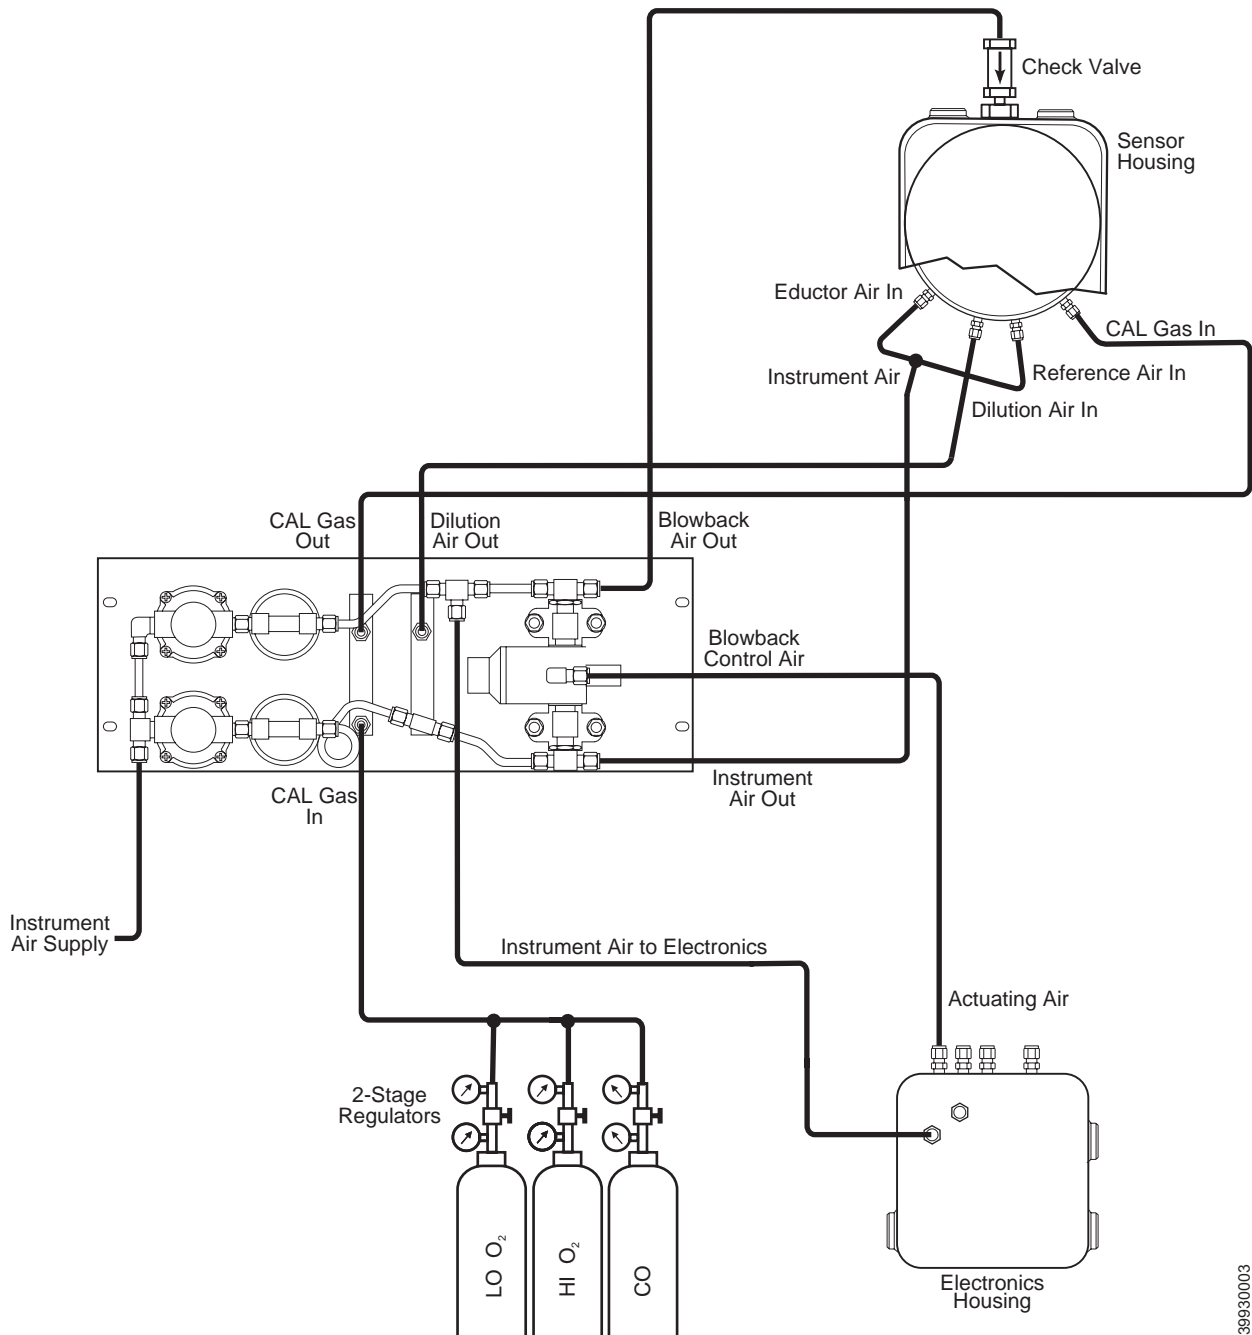 Check Valve
Sensor
Housing
Eductor Air In
CAL Gas In
Instrument Air
Reference Air In
Dilution Air In
CAL Gas
Out
Dilution
Air Out
Blowback
Air Out
Blowback
Control Air
Instrument
Air Out
CAL Gas
In
Instrument
Air Supply
Instrument Air to Electronics
Actuating Air
2-Stage
Regulators
LO O₂
HI O₂
CO
Electronics
Housing
39930003